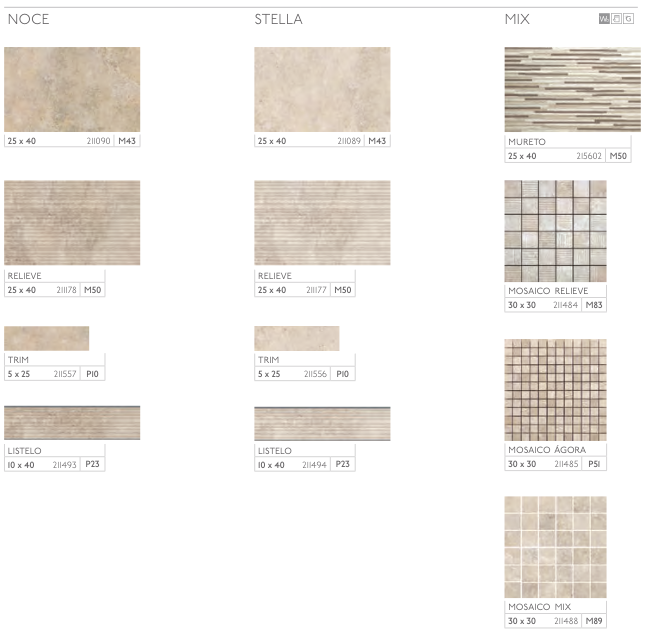 NOCE
25 x 40 211090 M43
RELIEVE
25 x 40 211178 M50
TRIM
5 x 25 211557 P10
LISTELO
10 x 40 211493 P23
STELLA
25 x 40 211089 M43
RELIEVE
25 x 40 211177 M50
TRIM
5 x 25 211556 P10
LISTELO
10 x 40 211494 P23
MIX
G
MURETO
25 x 40 215602 M50
MOSAICO RELIEVE
30 x 30 211484 M83
MOSAICO ÁGORA
30 x 30 211485 P51
MOSAICO MIX
30 x 30 211488 M89